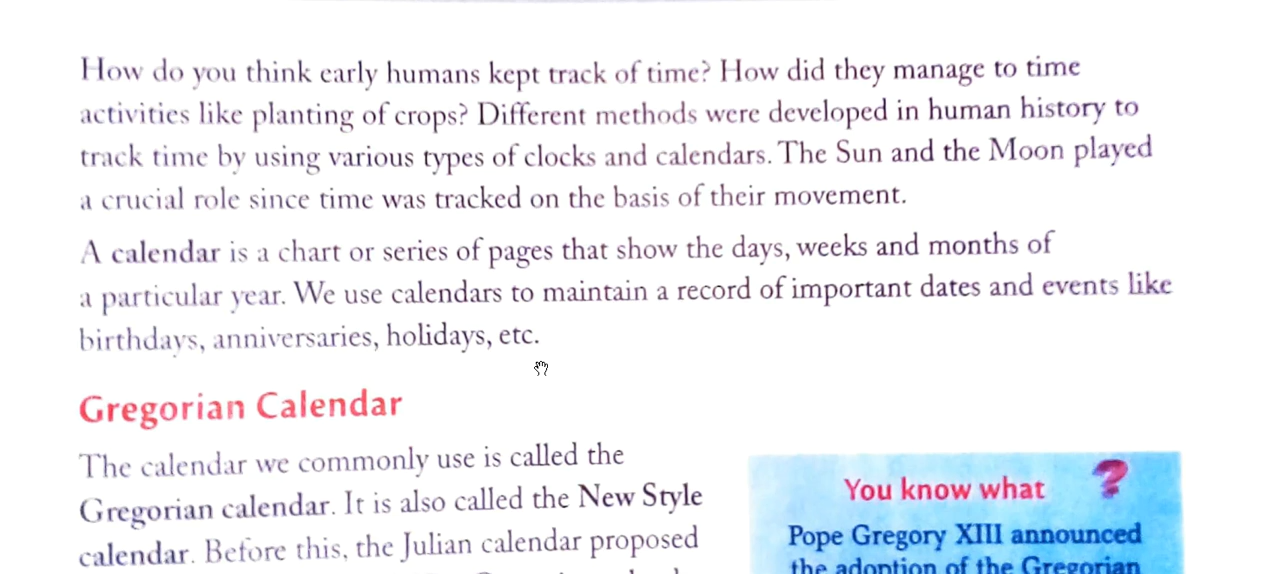 How do you think early humans kept track of time? How did they manage to time
activities like planting of crops? Different methods were developed in human history to
track time by using various types of clocks and calendars. The Sun and the Moon played
a crucial role since time was tracked on the basis of their movement.
A calendar is a chart or series of pages that show the days, weeks and months of
a particular year. We use calendars to maintain a record of important dates and events like
birthdays, anniversaries, holidays, etc.
Gregorian Calendar
The calendar we commonly use is called the
Gregorian calendar. It is also called the New Style
calendar. Before this, the Julian calendar proposed
You know what ?
Pope Gregory XIII announced
the adoption of the Gregorian